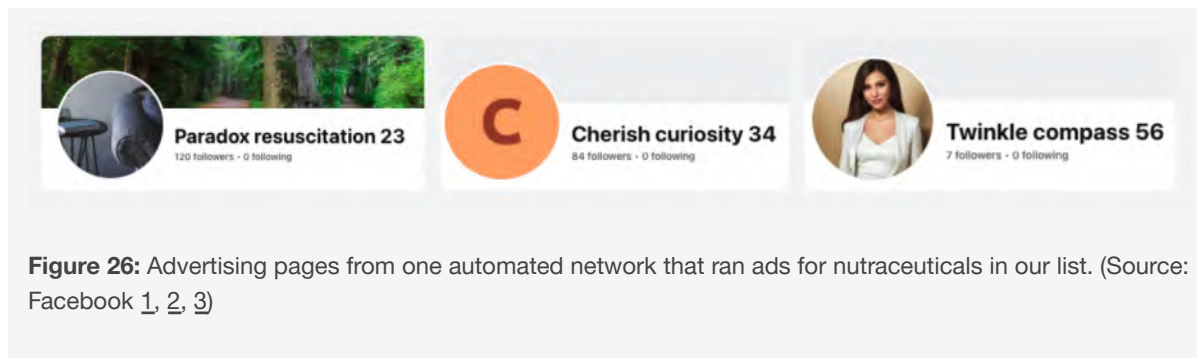 Paradox resuscitation 23
120 followers • 0 following
C
Cherish curiosity 34
84 followers • 0 following
Twinkle compass 56
7 followers • 0 following
Figure 26: Advertising pages from one automated network that ran ads for nutraceuticals in our list. (Source:
Facebook 1, 2, 3)